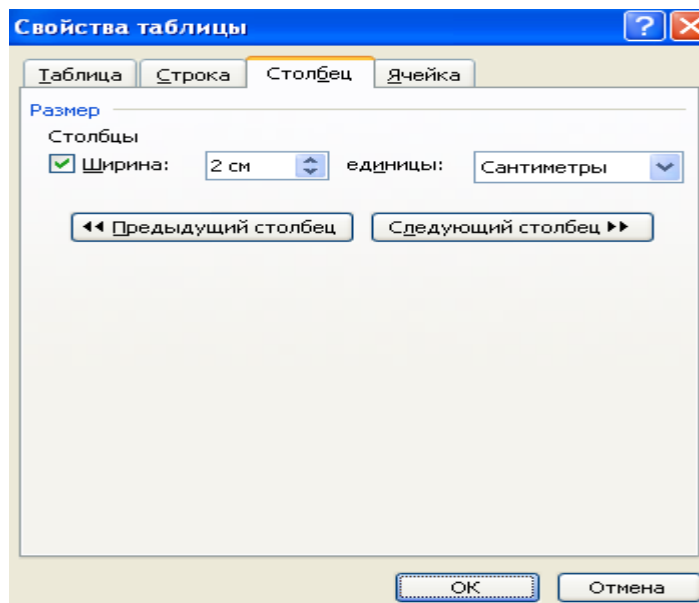 Свойства таблицы
Таблица Строка Столбец Ячейка
Размер
Столбцы
Ширина: 2 см единицы: Сантиметры
Предыдущий столбец Следующий столбец
ОК Отмена